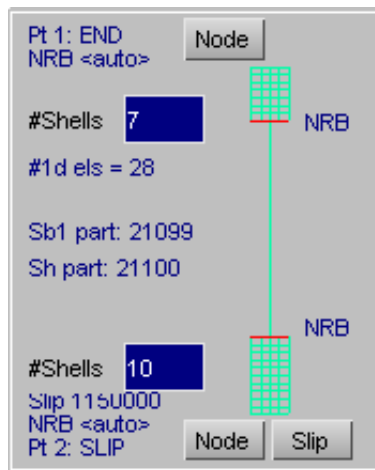 Pt 1: END Node
NRB <auto>
#Shells 7 NRB
#1d els = 28
Sb1 part: 21099
Sh part: 21100
NRB
#Shells 10
Slip 1150000
NRB <auto>
Pt 2: SLIP Node Slip